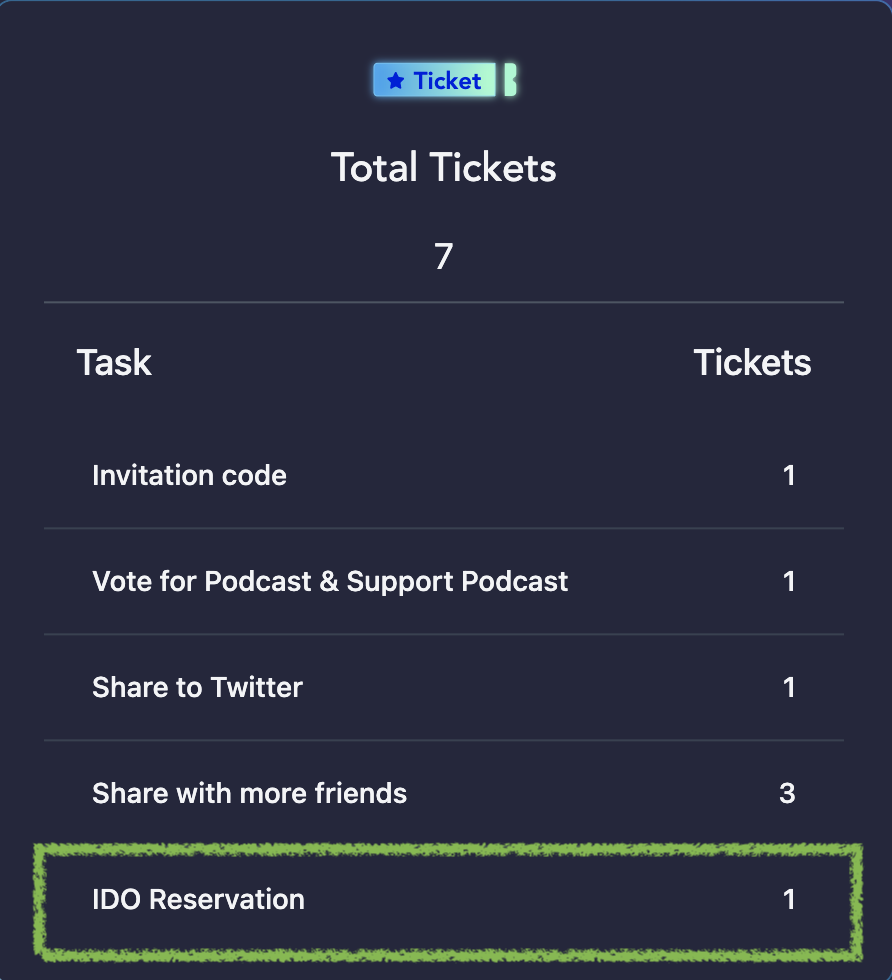 Ticket
Total Tickets
7
Task Tickets
Invitation code 1
Vote for Podcast & Support Podcast 1
Share to Twitter 1
Share with more friends 3
IDO Reservation 1